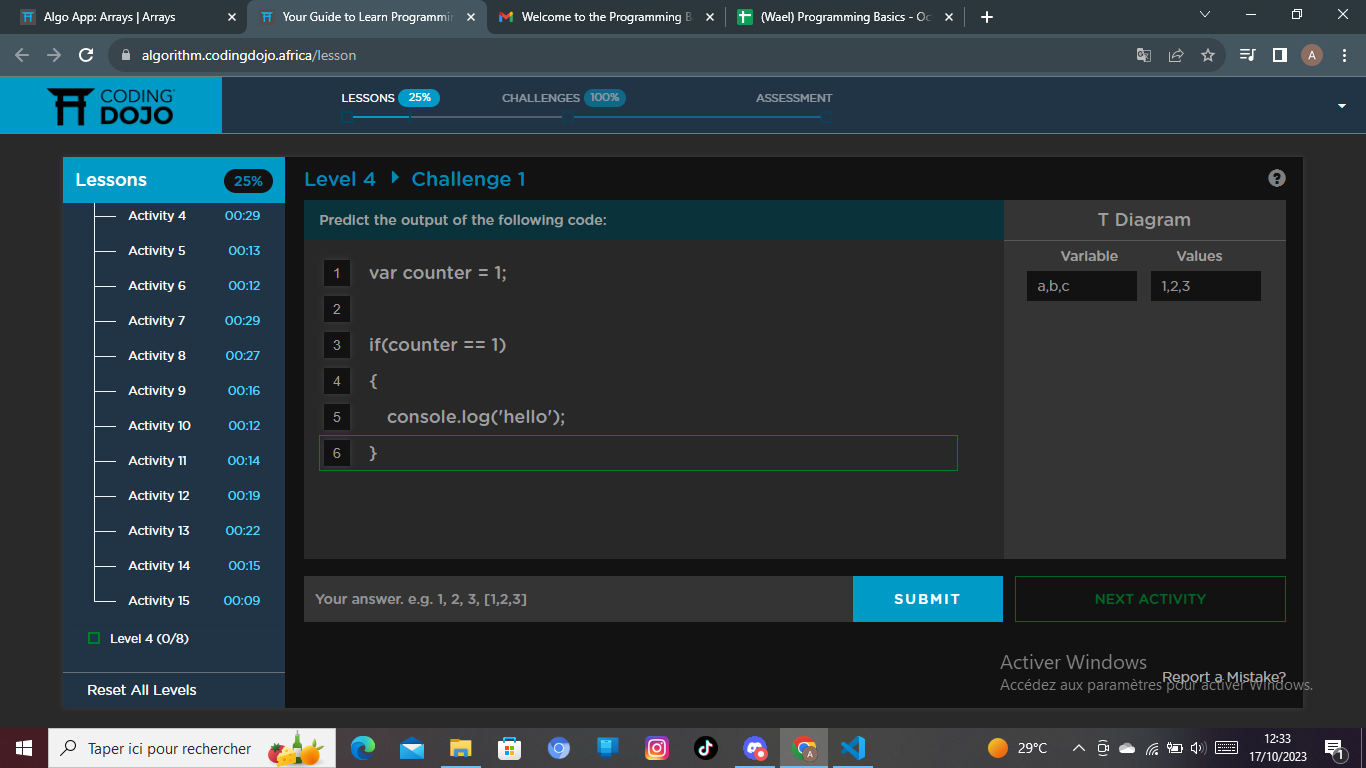 Algo App: Arrays | Arrays
Your Guide to Learn Programmi
Welcome to the Programming B
(Wael) Programming Basics - Oc
algorithm.codingdojo.africa/lesson
A
CODING
DOJO
LESSONS 25% CHALLENGES 100% ASSESSMENT
Lessons 25%
Activity 4 00:29
Activity 5 00:13
Activity 6 00:12
Activity 7 00:29
Activity 8 00:27
Activity 9 00:16
Activity 10 00:12
Activity 11 00:14
Activity 12 00:19
Activity 13 00:22
Activity 14 00:15
Activity 15 00:09
Level 4 (0/8)
Reset All Levels
Level 4 Challenge 1
?
Predict the output of the following code:
1 var counter = 1;
2
3 if(counter == 1)
4 {
5 console.log('hello');
6 }
T Diagram
Variable Values
a,b,c 1,2,3
Your answer. e.g. 1, 2, 3, [1,2,3]
SUBMIT
NEXT ACTIVITY
Activer Windows
Report a Mistake?
Accédez aux paramètres pour activer Windows.
Taper ici pour rechercher
A
29°C
12:33
17/10/2023
1